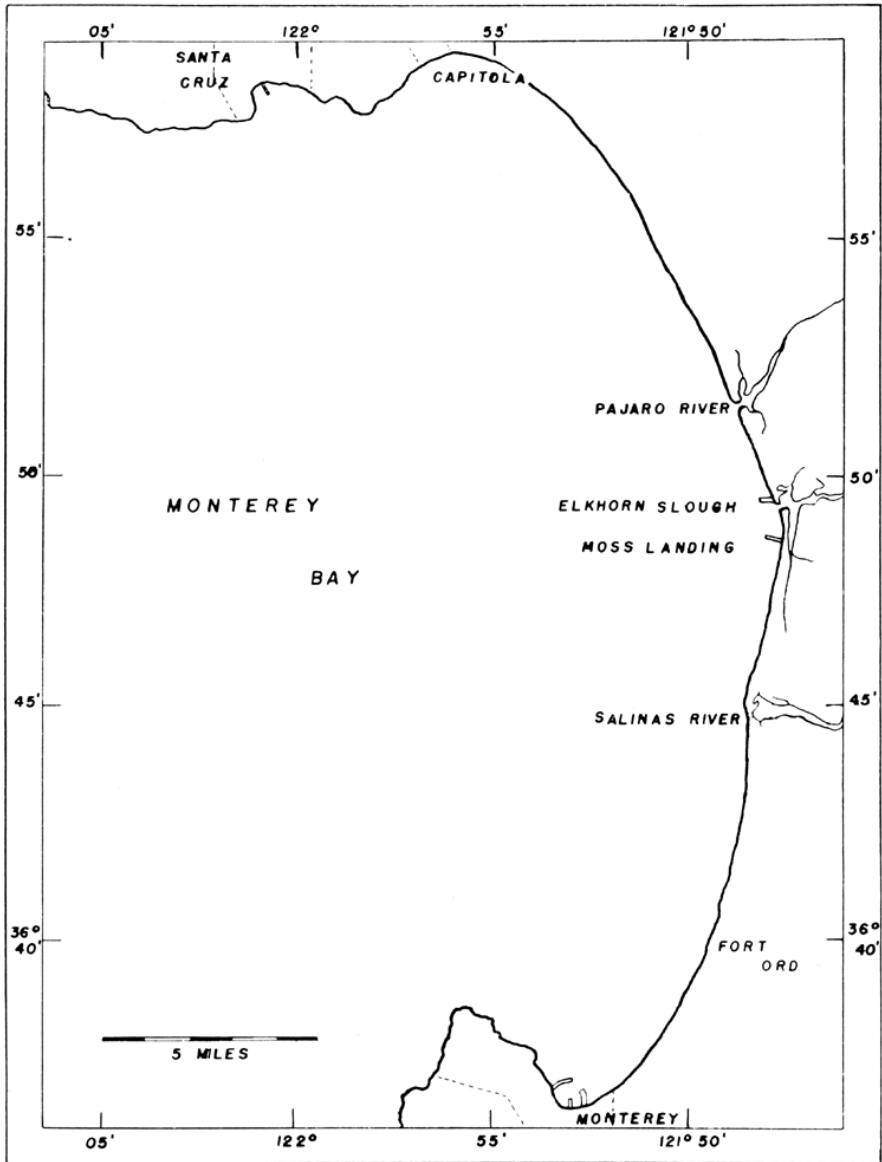 05' 122° 55' 121° 50'
SANTA
CRUZ
CAPITOLA
55' 55'
PAJARO RIVER
50' 50'
MONTEREY
ELKHORN SLOUGH
MOSS LANDING
BAY
45' 45'
SALINAS RIVER
36° 36°
40' 40'
FORT
ORD
5 MILES
MONTEREY
05' 122° 55' 121° 50'